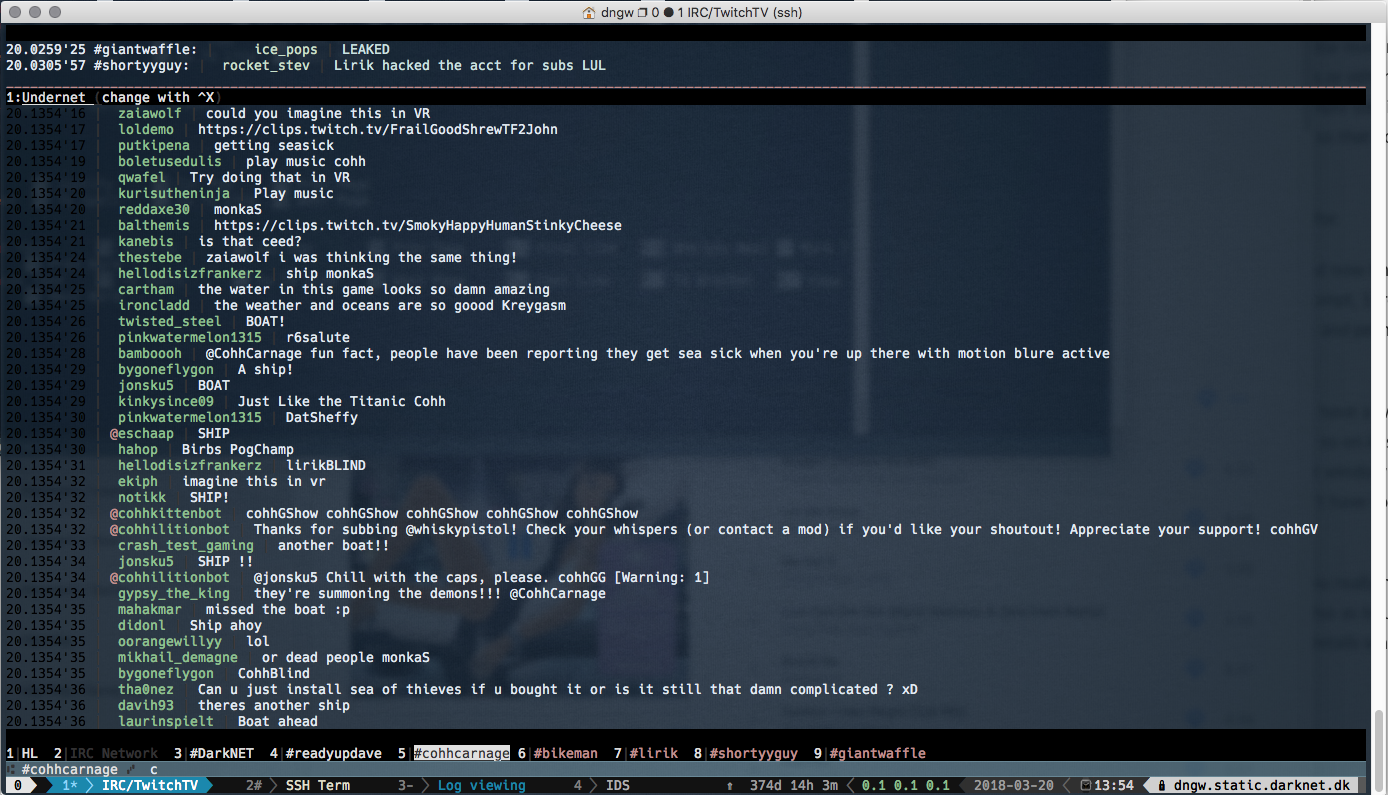 dngw 0 1 IRC/TwitchTV (ssh)
20.0259'25 #giantwaffle: | ice_pops | LEAKED
20.0305'57 #shortyyguy: | rocket_stev | Lirik hacked the acct for subs LUL
1:Undernet (change with ^X)
20.1354'16 | zaiawolf | could you imagine this in VR
20.1354'17 | loldemo | https://clips.twitch.tv/FrailGoodShrewTF2John
20.1354'17 | putkipena | getting seasick
20.1354'19 | boletusedulis | play music cohh
20.1354'19 | qwafel | Try doing that in VR
20.1354'20 | kurisutheninja | Play music
20.1354'20 | reddaxe30 | monkaS
20.1354'21 | balthemis | https://clips.twitch.tv/SmokyHappyHumanStinkyCheese
20.1354'21 | kanebis | is that ceed?
20.1354'24 | thestebe | zaiawolf i was thinking the same thing!
20.1354'24 | hellodisizfrankerz | ship monkaS
20.1354'25 | cartham | the water in this game looks so damn amazing
20.1354'25 | ironcladd | the weather and oceans are so goood Kreygasm
20.1354'26 | twisted_steel | BOAT!
20.1354'26 | pinkwatermelon1315 | r6salute
20.1354'28 | bamboooh | @CohhCarnage fun fact, people have been reporting they get sea sick when you're up there with motion blure active
20.1354'29 | bygoneflygon | A ship!
20.1354'29 | jonsku5 | BOAT
20.1354'29 | kinkysince09 | Just Like the Titanic Cohh
20.1354'30 | pinkwatermelon1315 | DatSheffy
20.1354'30 | @eschaap | SHIP
20.1354'30 | hahop | Birbs PogChamp
20.1354'31 | hellodisizfrankerz | lirikBLIND
20.1354'32 | ekiph | imagine this in vr
20.1354'32 | notikk | SHIP!
20.1354'32 | @cohhkittenbot | cohhGShow cohhGShow cohhGShow cohhGShow cohhGShow
20.1354'32 | @cohhilitionbot | Thanks for subbing @whiskypistol! Check your whispers (or contact a mod) if you'd like your shoutout! Appreciate your support! cohhGV
20.1354'33 | crash_test_gaming | another boat!!
20.1354'34 | jonsku5 | SHIP !!
20.1354'34 | @cohhilitionbot | @jonsku5 Chill with the caps, please. cohhGG [Warning: 1]
20.1354'34 | gypsy_the_king | they're summoning the demons!!! @CohhCarnage
20.1354'35 | mahakmar | missed the boat :p
20.1354'35 | didonl | Ship ahoy
20.1354'35 | oorangewillyy | lol
20.1354'35 | mikhail_demagne | or dead people monkaS
20.1354'35 | bygoneflygon | CohhBlind
20.1354'36 | tha0nez | Can u just install sea of thieves if u bought it or is it still that damn complicated ? xD
20.1354'36 | davih93 | theres another ship
20.1354'36 | laurinspielt | Boat ahead
1|HL 2|IRC Network 3|#DarkNET 4|#readyupdave 5|#cohhcarnage 6|#bikeman 7|#lirik 8|#shortyyguy 9|#giantwaffle
#cohhcarnage c
0 1* IRC/TwitchTV 2# SSH Term 3- Log viewing 4 IDS ↑ 374d 14h 3m 0.1 0.1 0.1 2018-03-20 13:54 dngw.static.darknet.dk